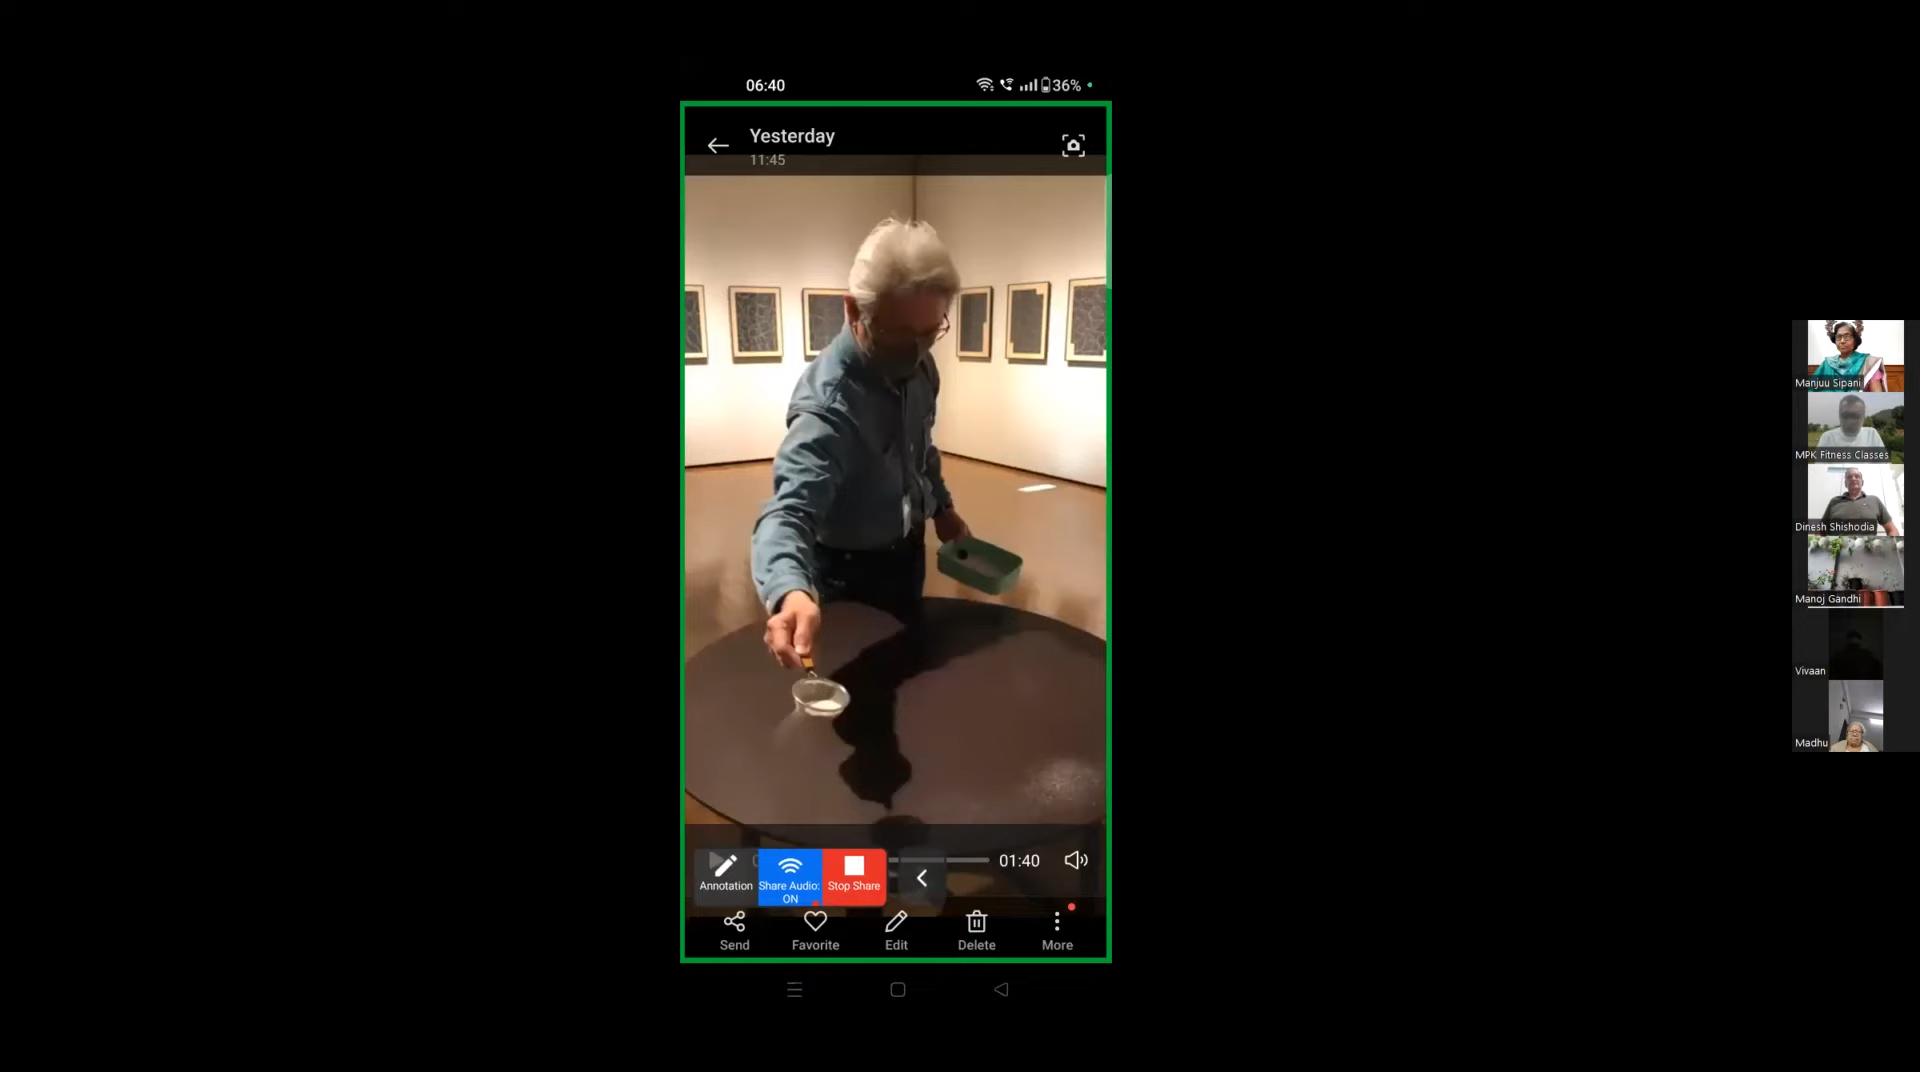 06:40
36%
Yesterday
11:45
01:40
Annotation
Share Audio:
ON
Stop Share
Send
Favorite
Edit
Delete
More
Manjuu Sipani
MPK Fitness Classes
Dinesh Shishodia
Manoj Gandhi
Vivaan
Madhu